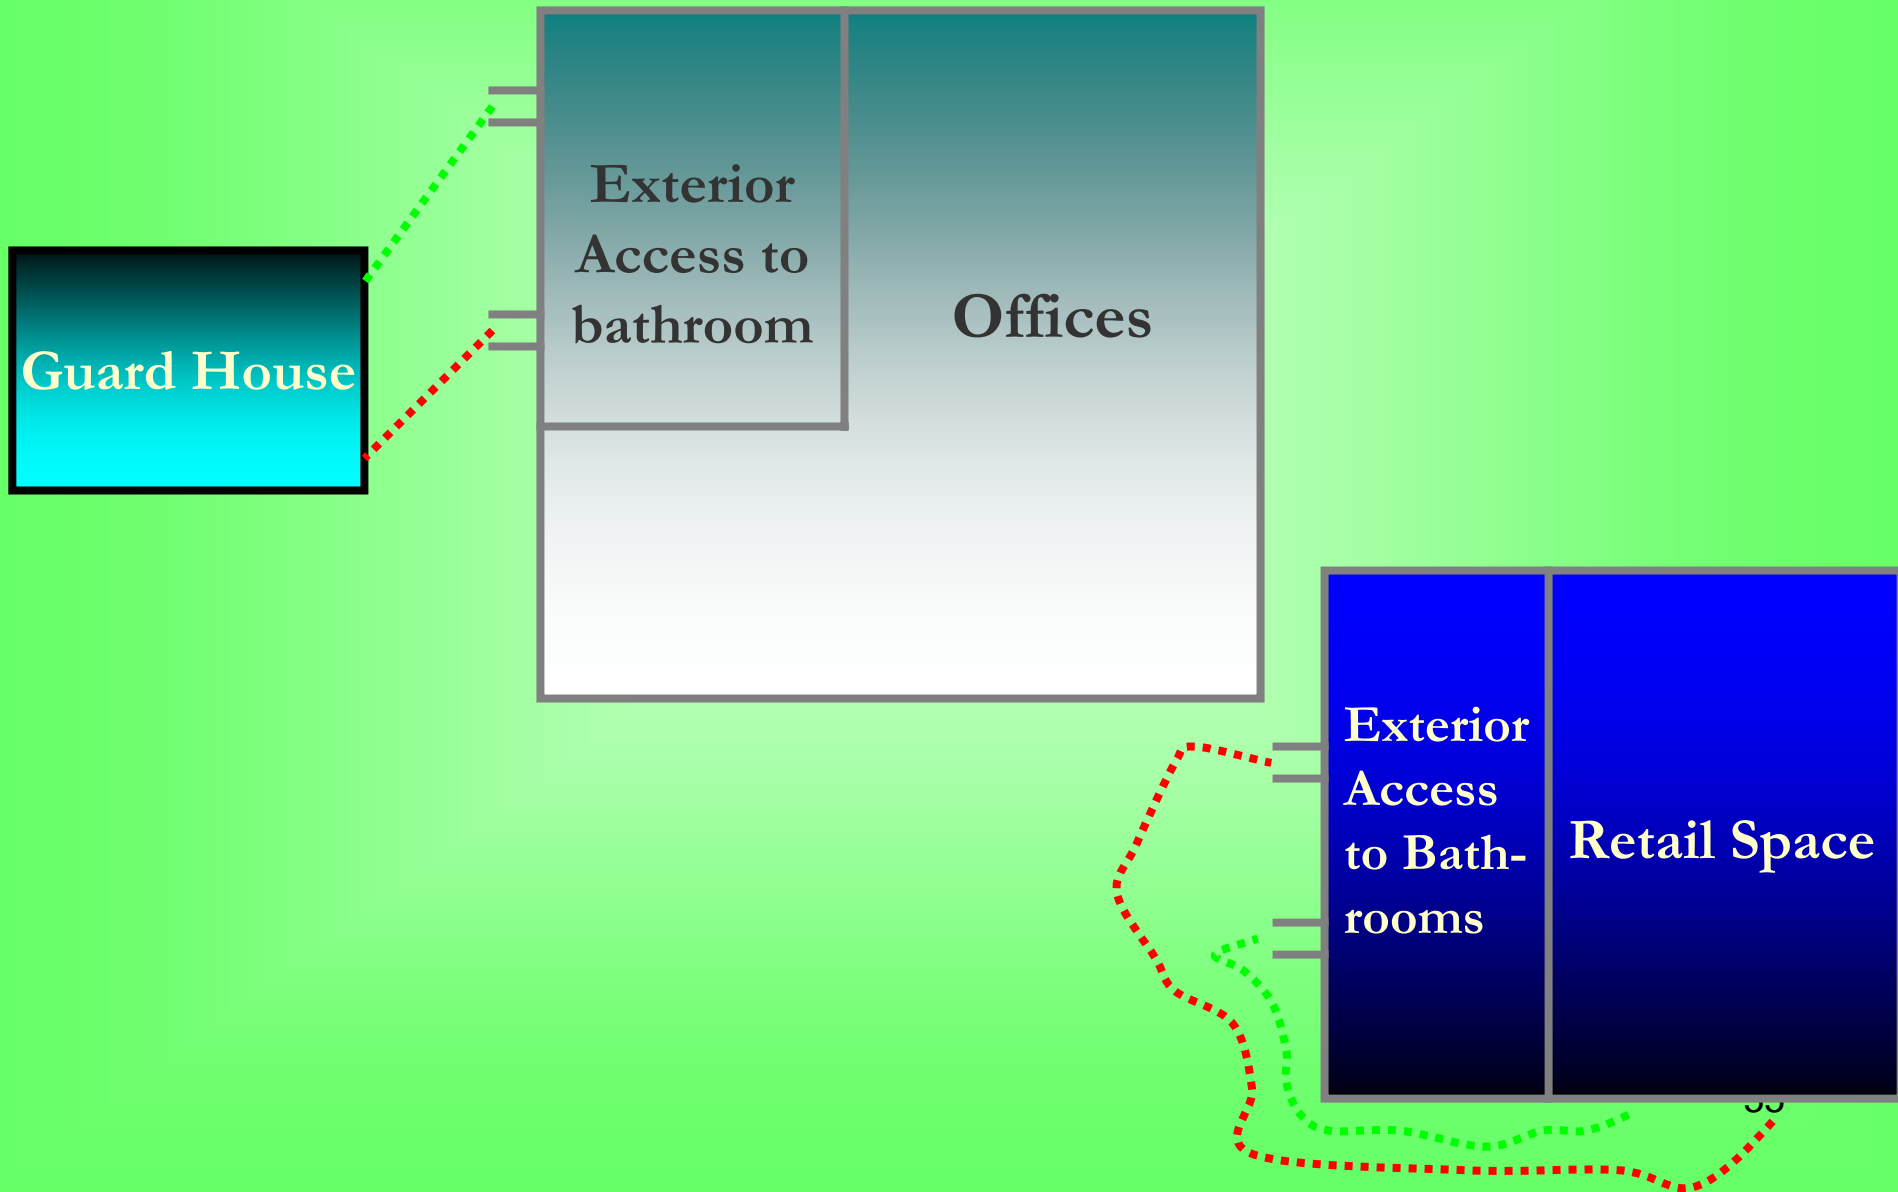 Exterior
Access to
bathroom
Offices
Guard House
Exterior
Access
to Bath-
rooms
Retail Space